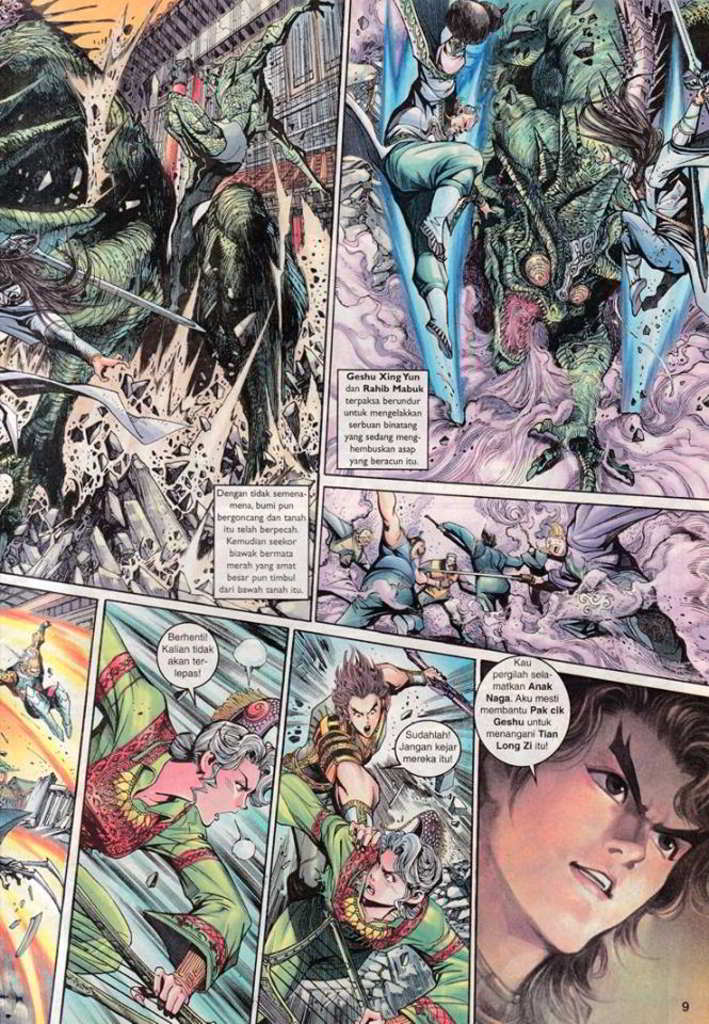 Dengan tidak semena-
mena, bumi pun
bergoncang dan tanah
itu telah berpecah.
Kemudian seekor
biawak bermata
merah yang amat
besar pun timbul
dari bawah tanah itu.
Geshu Xing Yun
dan Rahib Mabuk
terpaksa berundur
untuk mengelakkan
serbuan binatang
yang sedang meng-
hembuskan asap
yang beracun itu.
Berhenti!
Kalian tidak
akan ter-
lepas!
Sudahlah!
Jangan kejar
mereka itu!
Kau
pergilah sela-
matkan Anak
Naga. Aku mesti
membantu Pak cik
Geshu untuk
menangani Tian
Long Zi itu!
9